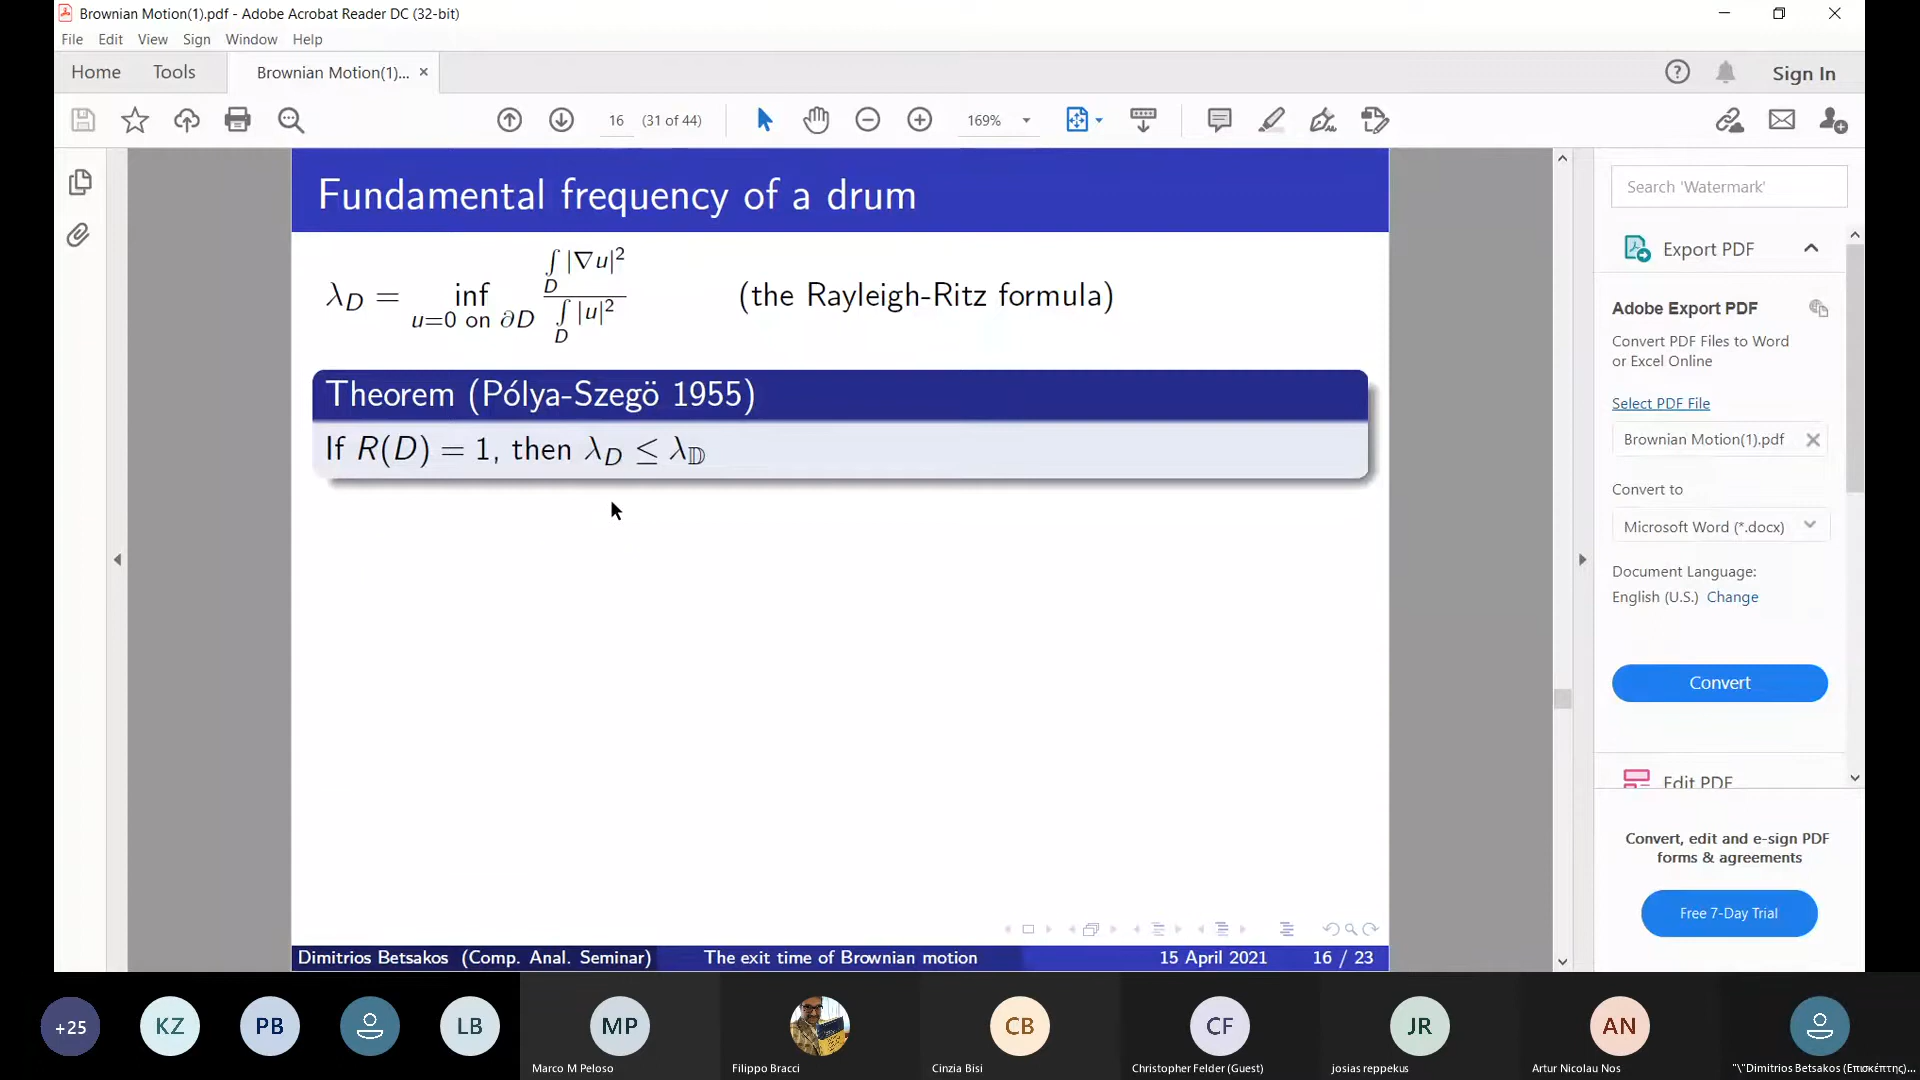 Brownian Motion(1).pdf - Adobe Acrobat Reader DC (32-bit)
File Edit View Sign Window Help
Home Tools Brownian Motion(1)... × Sign In
16 (31 of 44) 169%
Fundamental frequency of a drum
λ_D = inf_{u=0 on ∂D} ∫_D |∇u|² / ∫_D |u|² (the Rayleigh-Ritz formula)
Theorem (Pólya-Szegö 1955)
If R(D) = 1, then λ_D ≤ λ_𝔻
Dimitrios Betsakos (Comp. Anal. Seminar) The exit time of Brownian motion 15 April 2021 16 / 23
Search 'Watermark'
Export PDF
Adobe Export PDF
Convert PDF Files to Word
or Excel Online
Select PDF File
Brownian Motion(1).pdf
Convert to
Microsoft Word (*.docx)
Document Language:
English (U.S.) Change
Convert
Edit PDF
Convert, edit and e-sign PDF
forms & agreements
Free 7-Day Trial
+25 KZ PB LB MP CB CF JR AN
Marco M Peloso Filippo Bracci Cinzia Bisi Christopher Felder (Guest) josias reppekus Artur Nicolau Nos "\"Dimitrios Betsakos (Επισκέπτης)...